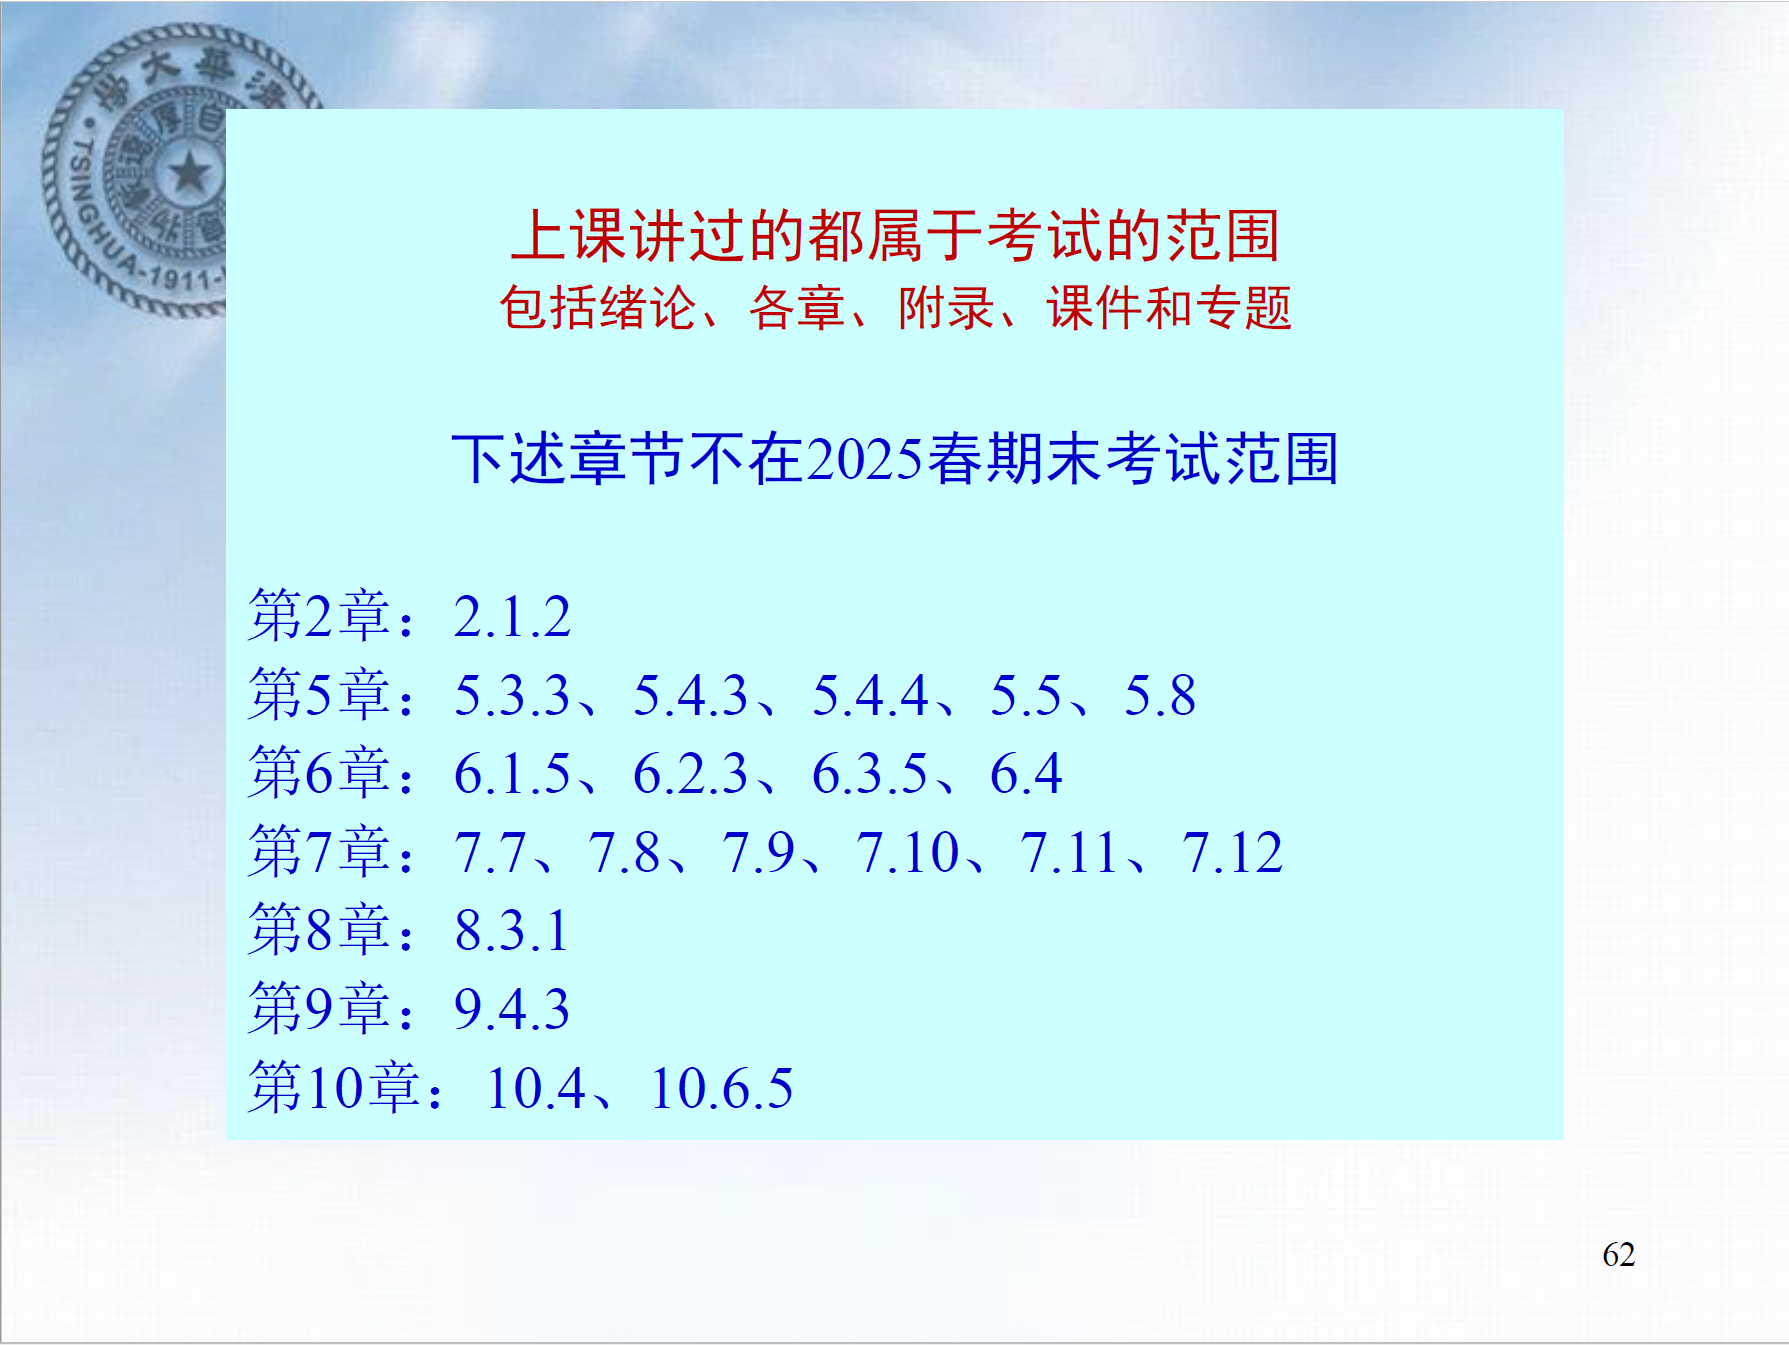 上课讲过的都属于考试的范围
包括绪论、各章、附录、课件和专题
下述章节不在2025春期末考试范围
第2章：2.1.2
第5章：5.3.3、5.4.3、5.4.4、5.5、5.8
第6章：6.1.5、6.2.3、6.3.5、6.4
第7章：7.7、7.8、7.9、7.10、7.11、7.12
第8章：8.3.1
第9章：9.4.3
第10章：10.4、10.6.5
62
學大華清
TSINGHUA-1911-